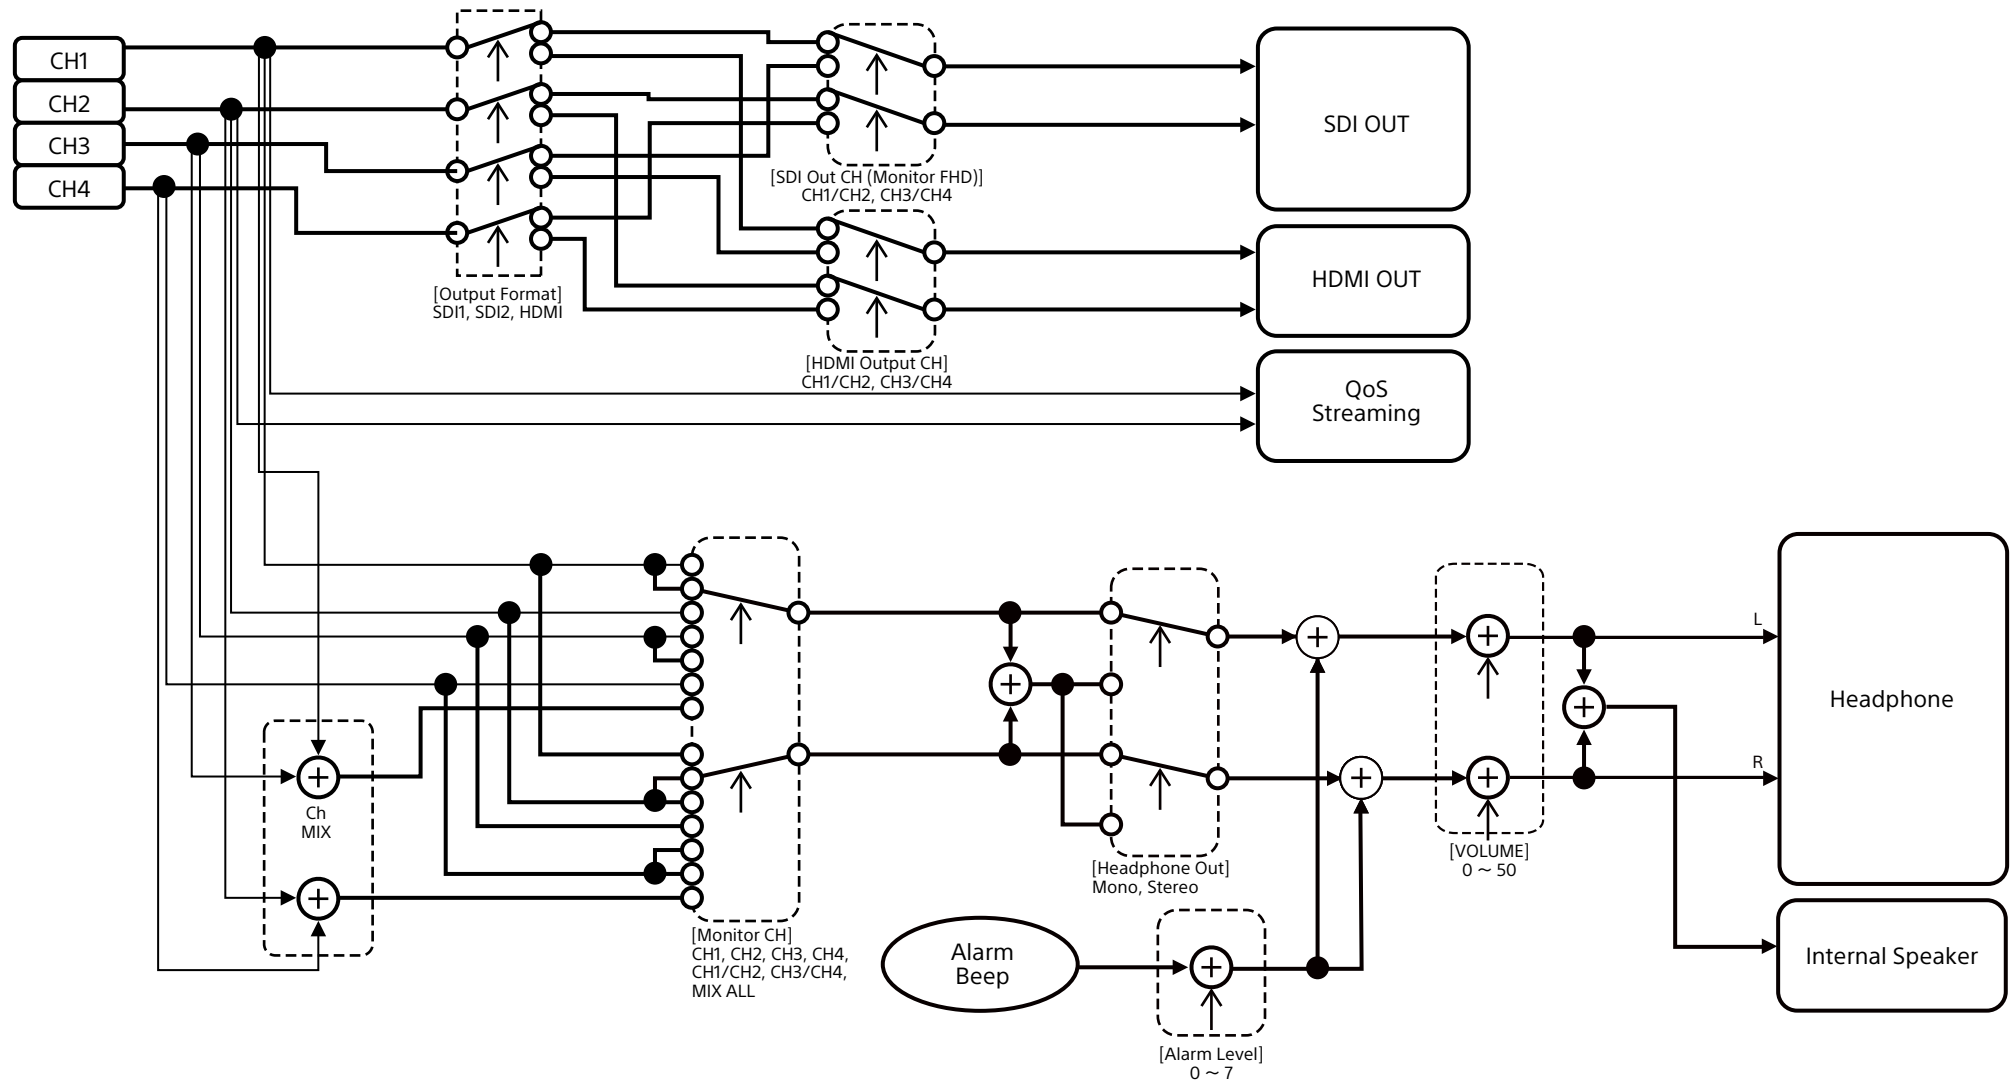 CH1
CH2
CH3
CH4
[Output Format]
SDI1, SDI2, HDMI
[SDI Out CH (Monitor FHD)]
CH1/CH2, CH3/CH4
[HDMI Output CH]
CH1/CH2, CH3/CH4
SDI OUT
HDMI OUT
QoS
Streaming
Ch
MIX
[Monitor CH]
CH1, CH2, CH3, CH4,
CH1/CH2, CH3/CH4,
MIX ALL
[Headphone Out]
Mono, Stereo
Alarm
Beep
[Alarm Level]
0 ~ 7
[VOLUME]
0 ~ 50
L
R
Headphone
Internal Speaker